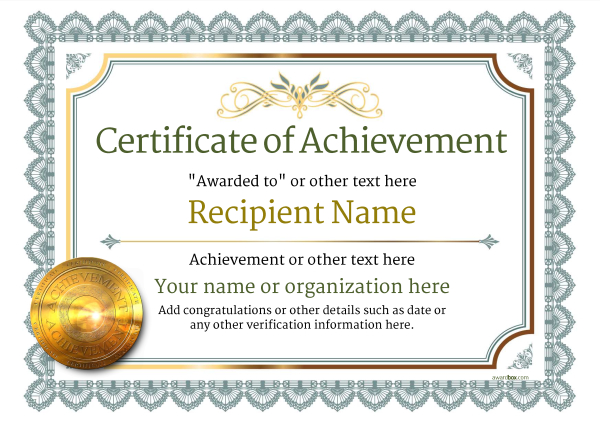 Certificate of Achievement
"Awarded to" or other text here
Recipient Name
Achievement or other text here
Your name or organization here
Add congratulations or other details such as date or
any other verification information here.
ACHIEVEMENT
awardbox.com